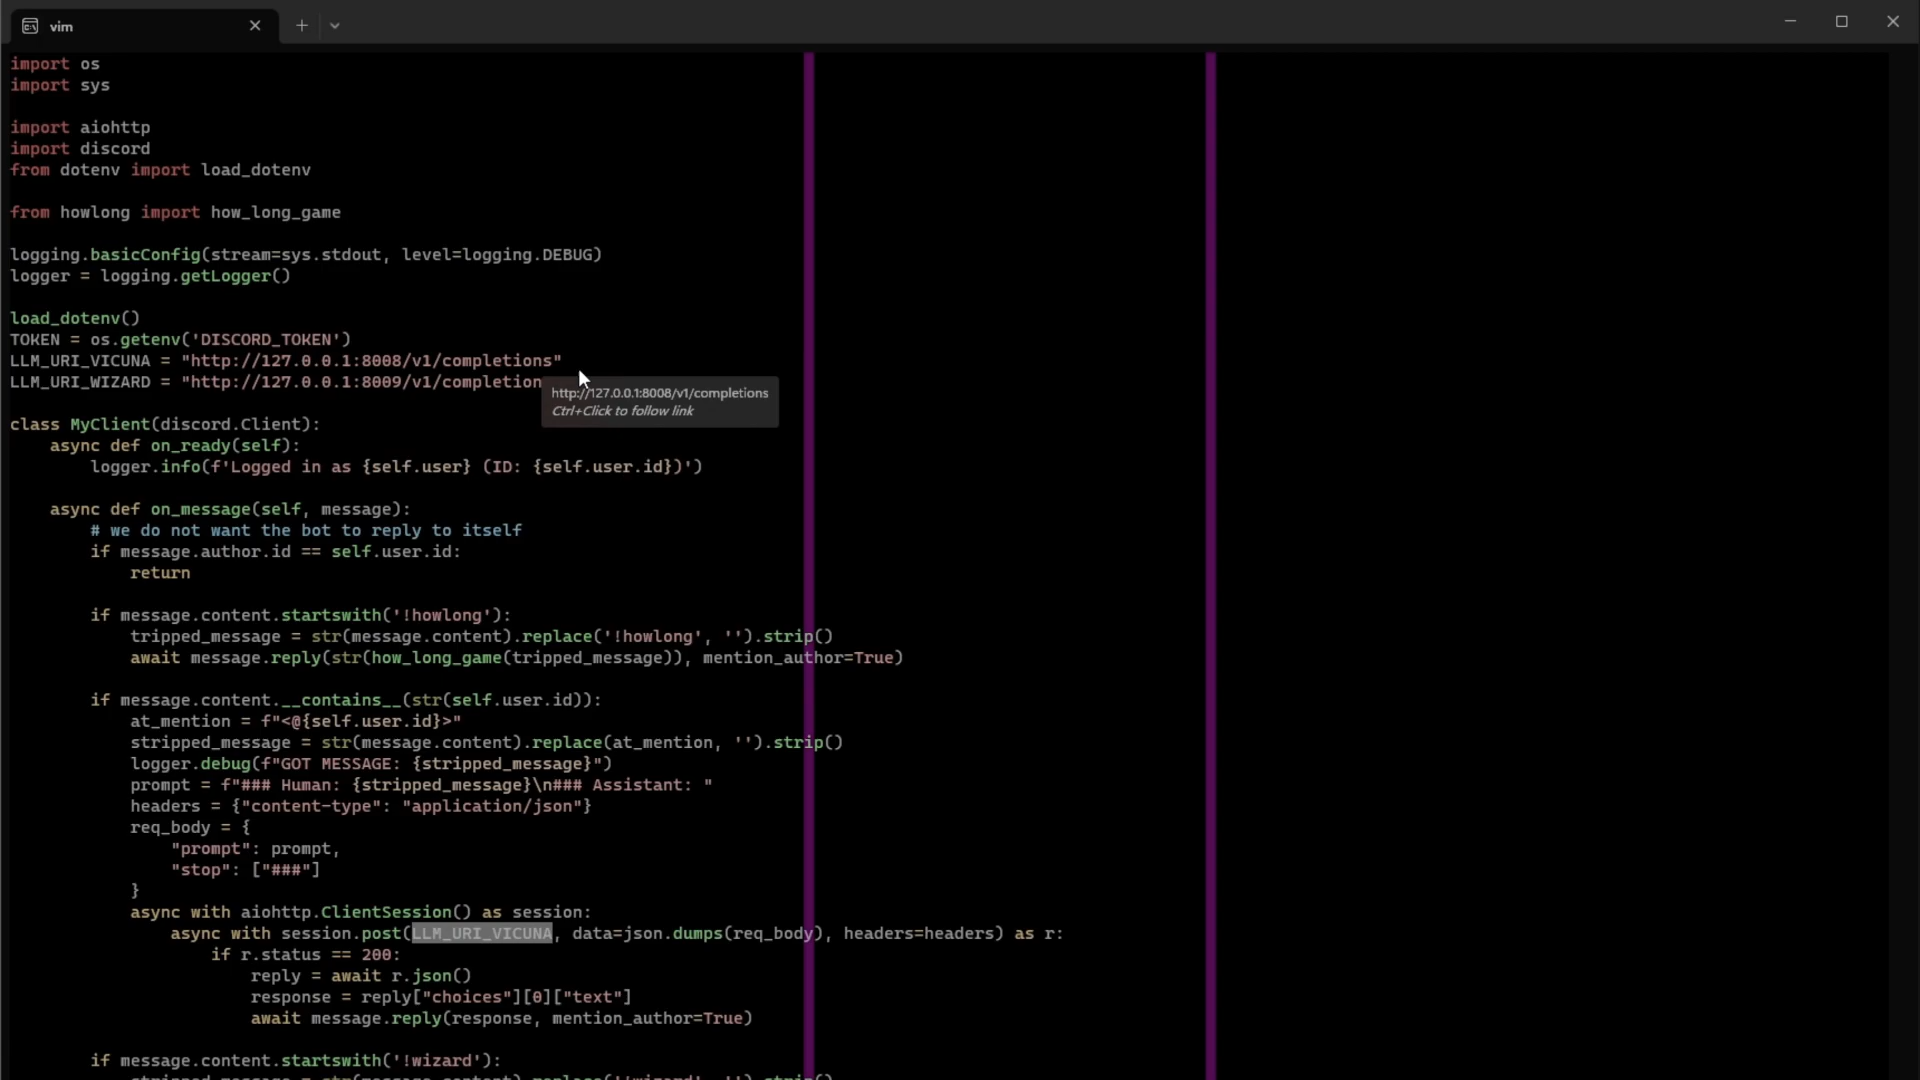 vim
import os
import sys
import aiohttp
import discord
from dotenv import load_dotenv
from howlong import how_long_game
logging.basicConfig(stream=sys.stdout, level=logging.DEBUG)
logger = logging.getLogger()
load_dotenv()
TOKEN = os.getenv('DISCORD_TOKEN')
LLM_URI_VICUNA = "http://127.0.0.1:8008/v1/completions"
LLM_URI_WIZARD = "http://127.0.0.1:8009/v1/completion
http://127.0.0.1:8008/v1/completions
Ctrl+Click to follow link
class MyClient(discord.Client):
    async def on_ready(self):
        logger.info(f'Logged in as {self.user} (ID: {self.user.id})')
    async def on_message(self, message):
        # we do not want the bot to reply to itself
        if message.author.id == self.user.id:
            return
        if message.content.startswith('!howlong'):
            tripped_message = str(message.content).replace('!howlong', '').strip()
            await message.reply(str(how_long_game(tripped_message)), mention_author=True)
        if message.content.__contains__(str(self.user.id)):
            at_mention = f"<@{self.user.id}>"
            stripped_message = str(message.content).replace(at_mention, '').strip()
            logger.debug(f"GOT MESSAGE: {stripped_message}")
            prompt = f"### Human: {stripped_message}\n### Assistant: "
            headers = {"content-type": "application/json"}
            req_body = {
                "prompt": prompt,
                "stop": ["###"]
            }
            async with aiohttp.ClientSession() as session:
                async with session.post(LLM_URI_VICUNA, data=json.dumps(req_body), headers=headers) as r:
                    if r.status == 200:
                        reply = await r.json()
                        response = reply["choices"][0]["text"]
                        await message.reply(response, mention_author=True)
        if message.content.startswith('!wizard'):